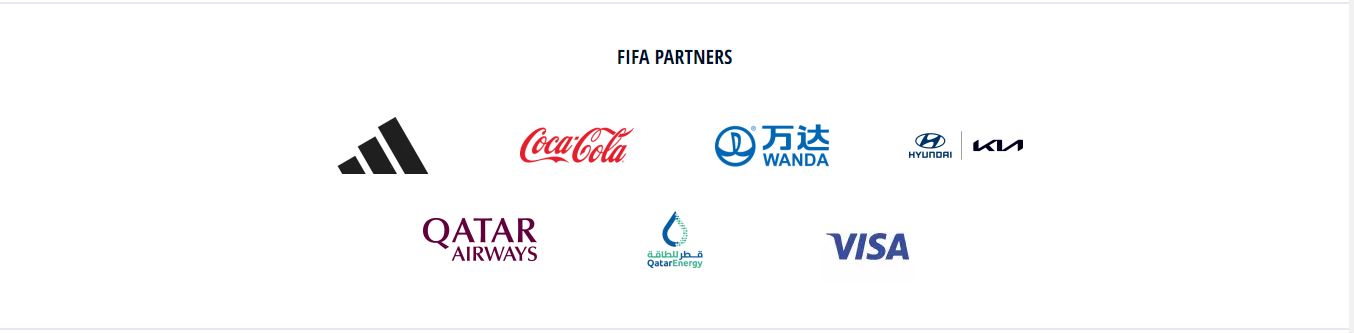 FIFA PARTNERS
Coca-Cola
万达
WANDA
HYUNDAI
KIA
QATAR
AIRWAYS
قطر للطاقة
QatarEnergy
VISA